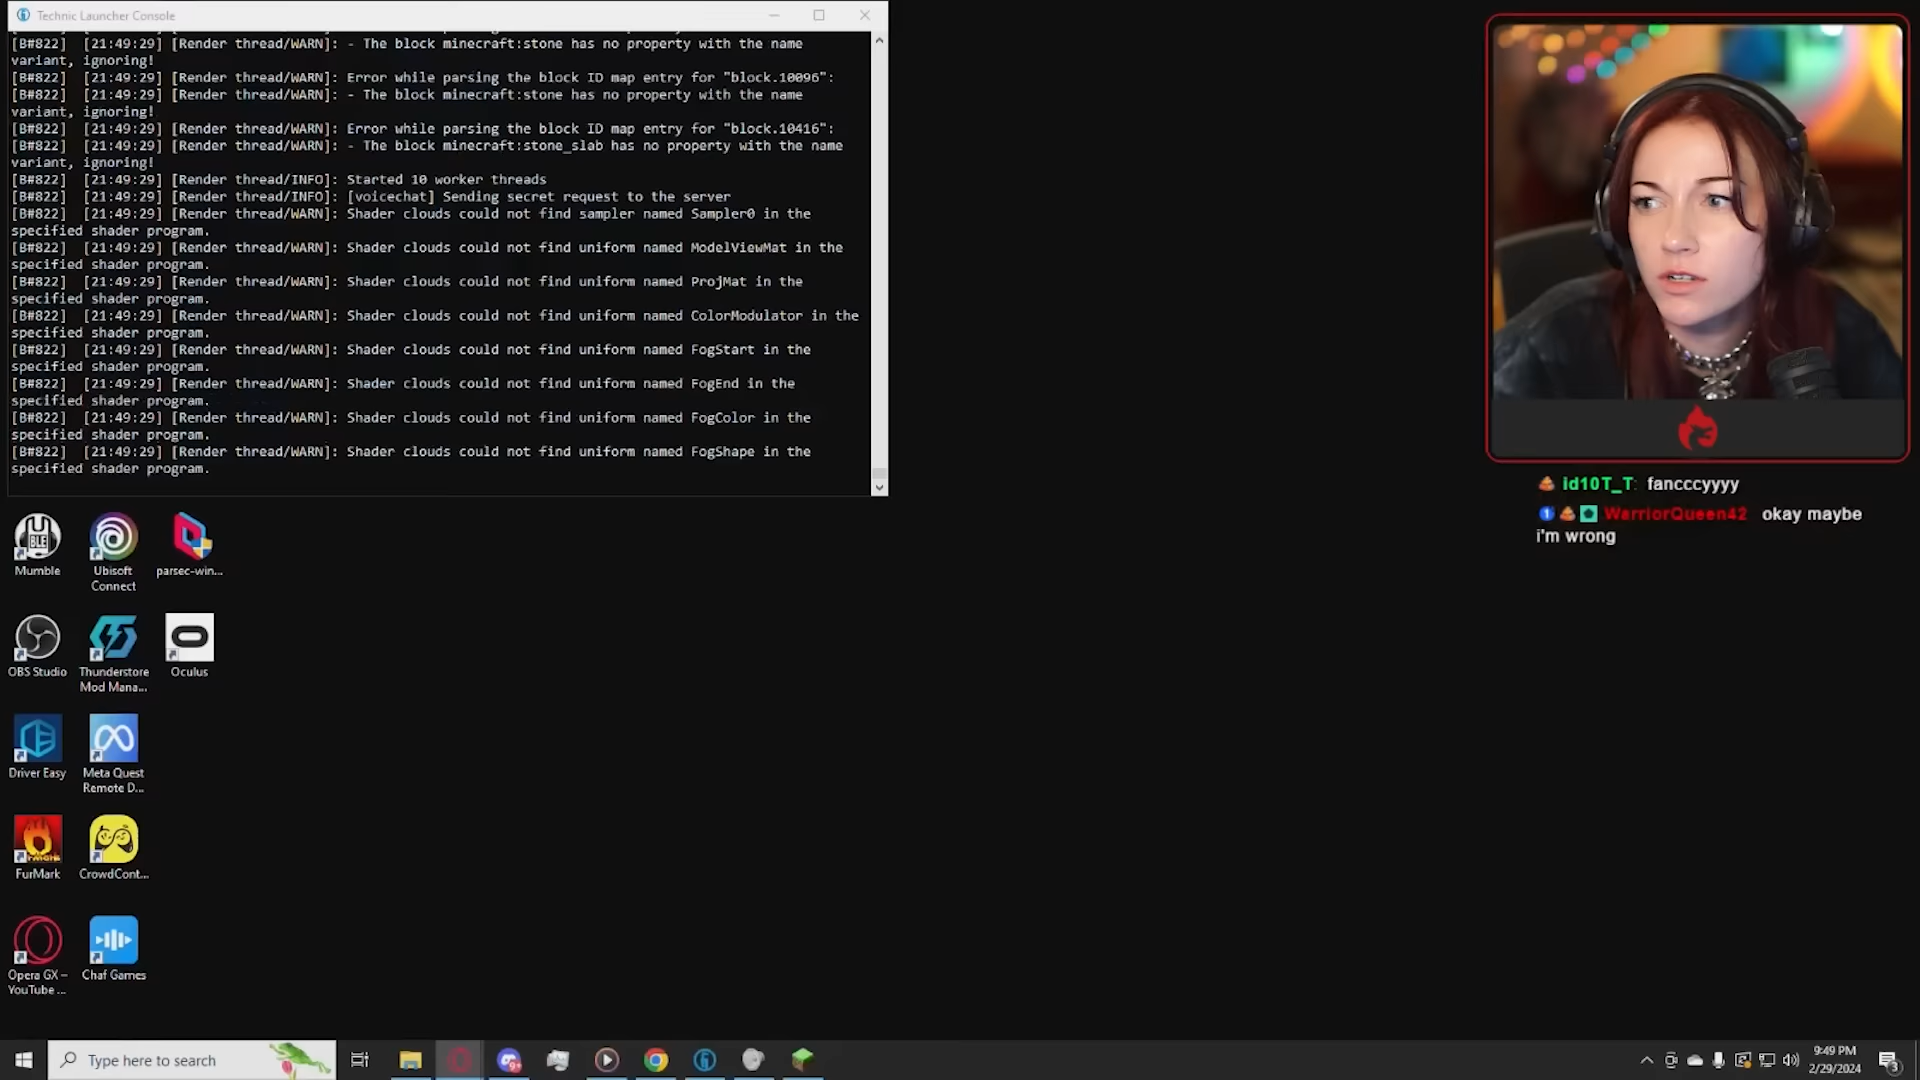 Technic Launcher Console
[B#822] [21:49:29] [Render thread/WARN]: - The block minecraft:stone has no property with the name
variant, ignoring!
[B#822] [21:49:29] [Render thread/WARN]: Error while parsing the block ID map entry for "block.10096":
[B#822] [21:49:29] [Render thread/WARN]: - The block minecraft:stone has no property with the name
variant, ignoring!
[B#822] [21:49:29] [Render thread/WARN]: Error while parsing the block ID map entry for "block.10416":
[B#822] [21:49:29] [Render thread/WARN]: - The block minecraft:stone_slab has no property with the name
variant, ignoring!
[B#822] [21:49:29] [Render thread/INFO]: Started 10 worker threads
[B#822] [21:49:29] [Render thread/INFO]: [voicechat] Sending secret request to the server
[B#822] [21:49:29] [Render thread/WARN]: Shader clouds could not find sampler named Sampler0 in the
specified shader program.
[B#822] [21:49:29] [Render thread/WARN]: Shader clouds could not find uniform named ModelViewMat in the
specified shader program.
[B#822] [21:49:29] [Render thread/WARN]: Shader clouds could not find uniform named ProjMat in the
specified shader program.
[B#822] [21:49:29] [Render thread/WARN]: Shader clouds could not find uniform named ColorModulator in the
specified shader program.
[B#822] [21:49:29] [Render thread/WARN]: Shader clouds could not find uniform named FogStart in the
specified shader program.
[B#822] [21:49:29] [Render thread/WARN]: Shader clouds could not find uniform named FogEnd in the
specified shader program.
[B#822] [21:49:29] [Render thread/WARN]: Shader clouds could not find uniform named FogColor in the
specified shader program.
[B#822] [21:49:29] [Render thread/WARN]: Shader clouds could not find uniform named FogShape in the
specified shader program.
id10T_T: fancccyyyy
1 WarriorQueen42 okay maybe
i'm wrong
BLE
Mumble
Ubisoft
Connect
parsec-win...
OBS Studio
Thunderstore
Mod Mana...
Oculus
Driver Easy
Meta Quest
Remote D...
FurMark
CrowdCont...
Opera GX –
YouTube ...
Chaf Games
Type here to search
9+
9:49 PM
2/29/2024
3